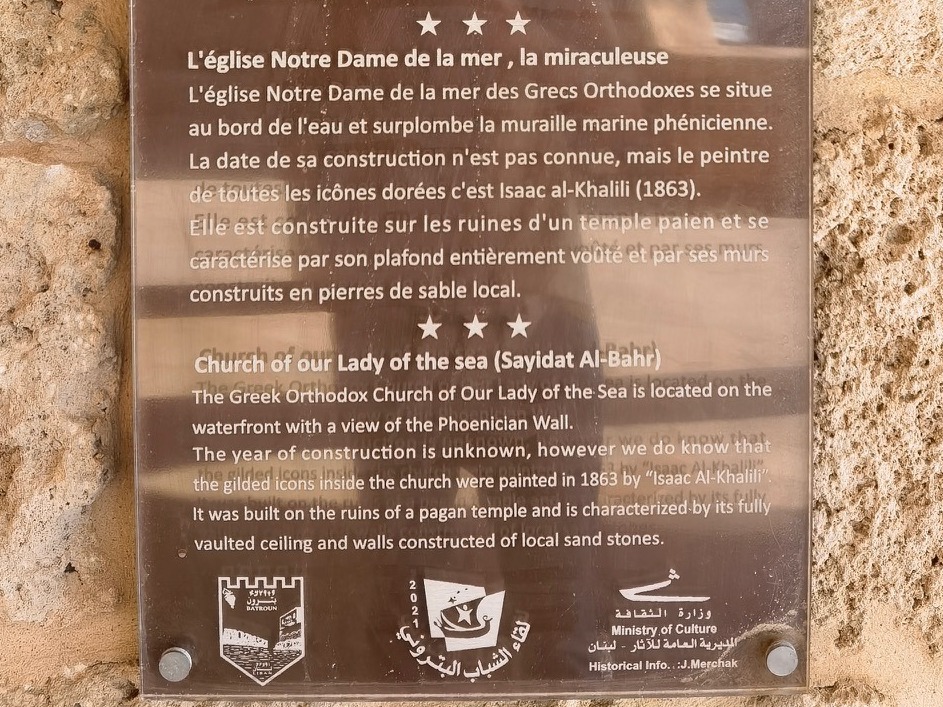 L'église Notre Dame de la mer , la miraculeuse
L'église Notre Dame de la mer des Grecs Orthodoxes se situe
au bord de l'eau et surplombe la muraille marine phénicienne.
La date de sa construction n'est pas connue, mais le peintre
de toutes les icônes dorées c'est Isaac al-Khalili (1863).
Elle est construite sur les ruines d'un temple paien et se
caractérise par son plafond entièrement voûté et par ses murs
construits en pierres de sable local.
Church of our Lady of the sea (Sayidat Al-Bahr)
The Greek Orthodox Church of Our Lady of the Sea is located on the
waterfront with a view of the Phoenician Wall.
The year of construction is unknown, however we do know that
the gilded icons inside the church were painted in 1863 by “Isaac Al-Khalili”.
It was built on the ruins of a pagan temple and is characterized by its fully
vaulted ceiling and walls constructed of local sand stones.
بترون
BATROUN
2021
لقاء الشباب البتروني
وزارة الثقافة
Ministry of Culture
المديرية العامة للآثار - لبنان
Historical Info. :J.Merchak